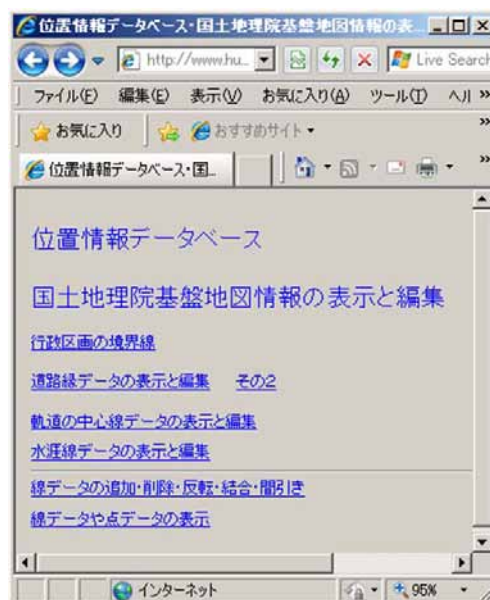 位置情報データベース・国土地理院基盤地図情報の表...
http://www.hu...
Live Search
ファイル(F) 編集(E) 表示(V) お気に入り(A) ツール(T) ヘル »
お気に入り おすすめサイト »
位置情報データベース・国... »
位置情報データベース
国土地理院基盤地図情報の表示と編集
行政区画の境界線
道路縁データの表示と編集 その2
軌道の中心線データの表示と編集
水涯線データの表示と編集
線データの追加・削除・反転・結合・間引き
線データや点データの表示
インターネット 95%